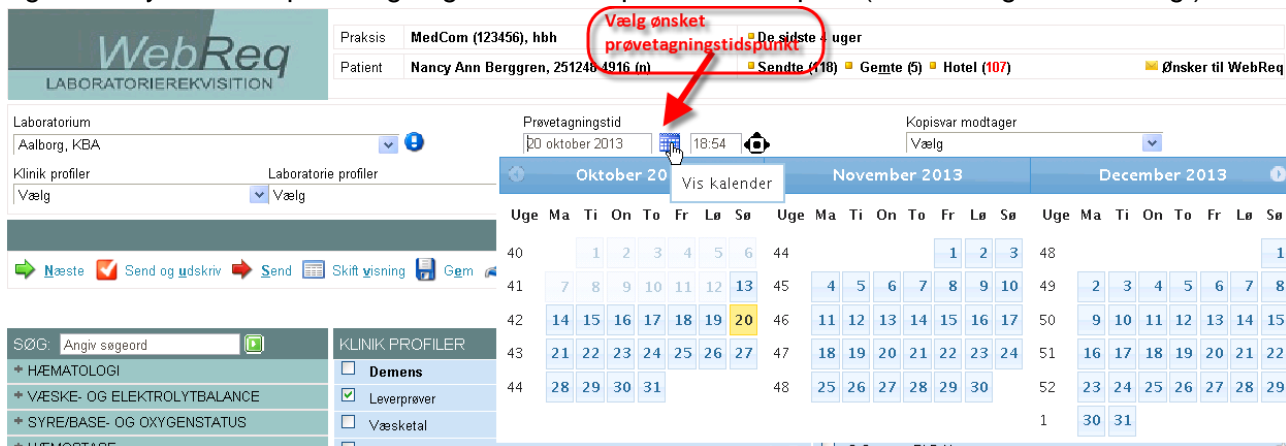 Vælg ønsket
prøvetagningstidspunkt
WebReq
LABORATORIEREKVISITION
Praksis MedCom (123456), hbh De sidste 4 uger
Patient Nancy Ann Berggren, 251248-4916 (n) Sendte (118) Gemte (5) Hotel (107) Ønsker til WebReq
Laboratorium Prøvetagningstid Kopisvar modtager
Aalborg, KBA 20 oktober 2013 18:54 Vælg
Vis kalender
Klinik profiler Laboratorie profiler
Vælg Vælg
Oktober 20 November 2013 December 2013
Uge Ma Ti On To Fr Lø Sø Uge Ma Ti On To Fr Lø Sø Uge Ma Ti On To Fr Lø Sø
40 1 2 3 4 5 6 44 1 2 3 48 1
41 7 8 9 10 11 12 13 45 4 5 6 7 8 9 10 49 2 3 4 5 6 7 8
42 14 15 16 17 18 19 20 46 11 12 13 14 15 16 17 50 9 10 11 12 13 14 15
43 21 22 23 24 25 26 27 47 18 19 20 21 22 23 24 51 16 17 18 19 20 21 22
44 28 29 30 31 48 25 26 27 28 29 30 52 23 24 25 26 27 28 29
1 30 31
Næste Send og udskriv Send Skift visning Gem
SØG: Angiv søgeord KLINIK PROFILER
HÆMATOLOGI Demens
VÆSKE- OG ELEKTROLYTBALANCE Leverprøver
SYRE/BASE- OG OXYGENSTATUS Væsketal